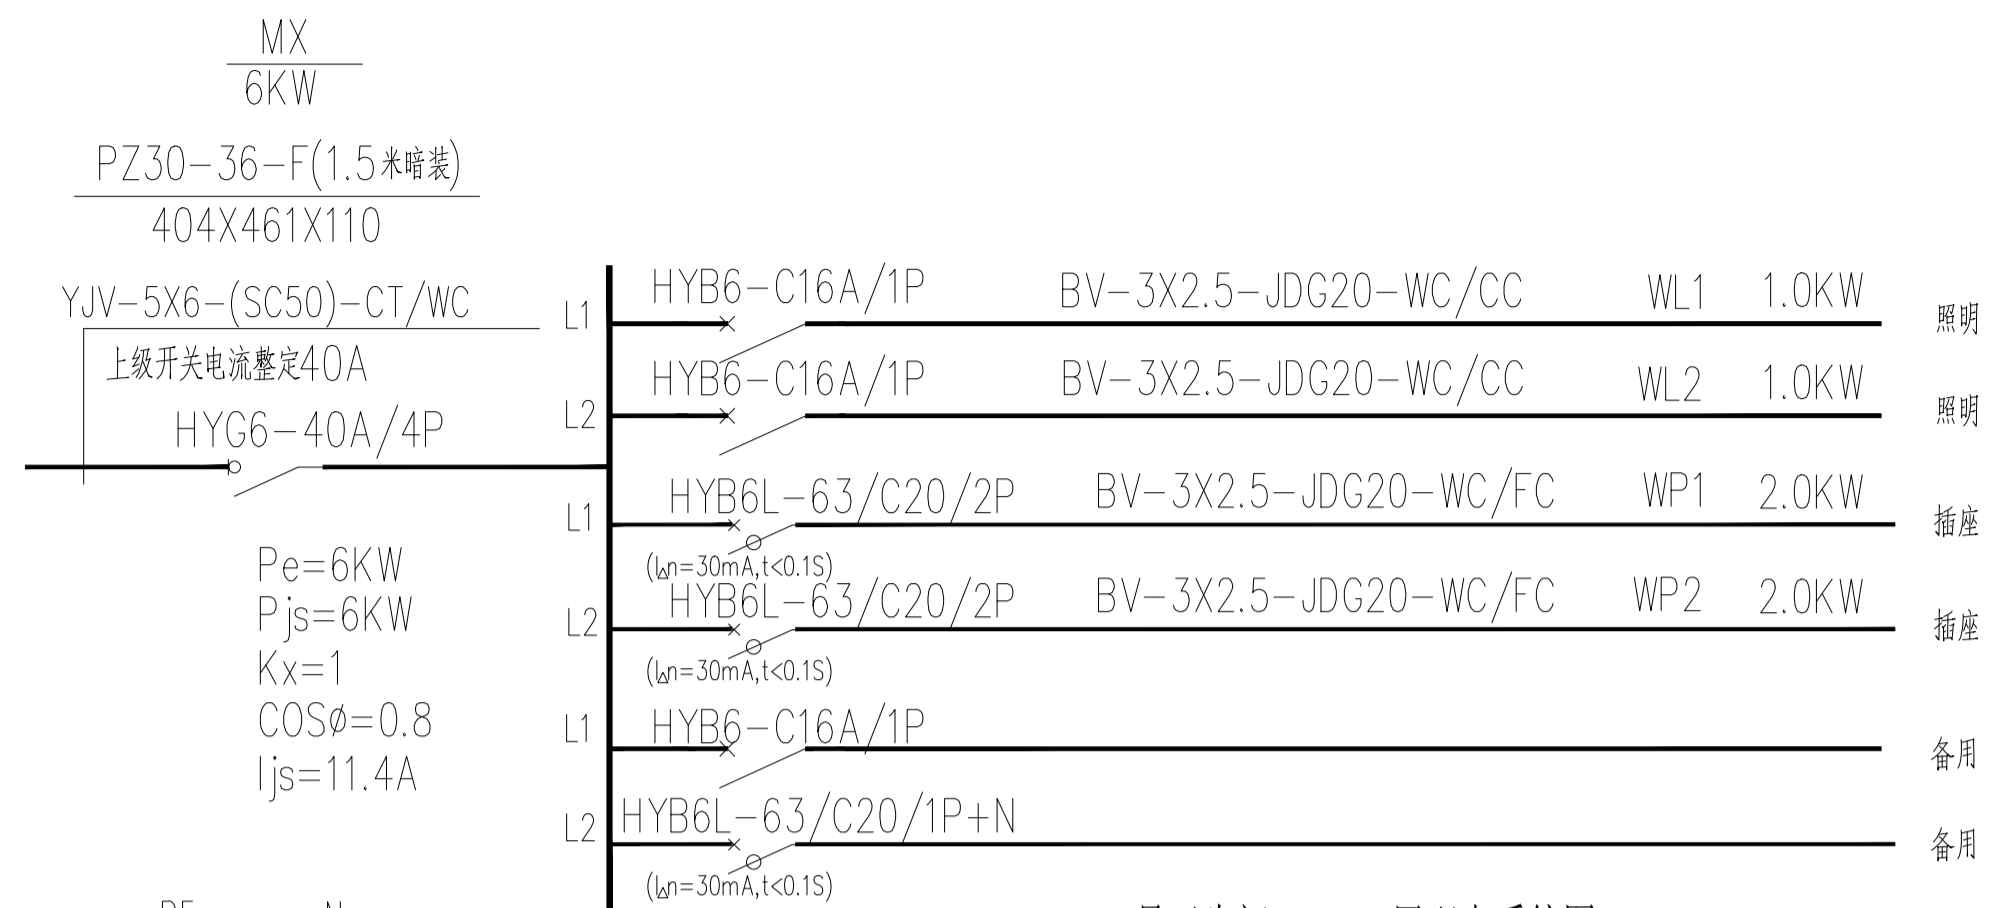 MX
6KW
PZ30-36-F(1.5米暗装)
404X461X110
YJV-5X6-(SC50)-CT/WC
上级开关电流整定40A
HYG6-40A/4P
Pe=6KW
Pjs=6KW
Kx=1
COSø=0.8
Ijs=11.4A
L1 HYB6-C16A/1P BV-3X2.5-JDG20-WC/CC WL1 1.0KW 照明
L2 HYB6-C16A/1P BV-3X2.5-JDG20-WC/CC WL2 1.0KW 照明
L1 HYB6L-63/C20/2P BV-3X2.5-JDG20-WC/FC WP1 2.0KW 插座
(I△n=30mA,t<0.1S)
L2 HYB6L-63/C20/2P BV-3X2.5-JDG20-WC/FC WP2 2.0KW 插座
(I△n=30mA,t<0.1S)
L1 HYB6-C16A/1P 备用
L2 HYB6L-63/C20/1P+N 备用
(I△n=30mA,t<0.1S)